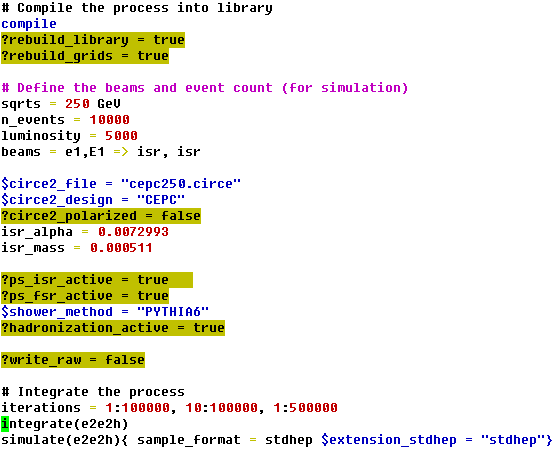 # Compile the process into library
compile
?rebuild_library = true
?rebuild_grids = true
# Define the beams and event count (for simulation)
sqrts = 250 GeV
n_events = 10000
luminosity = 5000
beams = e1,E1 => isr, isr
$circe2_file = "cepc250.circe"
$circe2_design = "CEPC"
?circe2_polarized = false
isr_alpha = 0.0072993
isr_mass = 0.000511
?ps_isr_active = true
?ps_fsr_active = true
$shower_method = "PYTHIA6"
?hadronization_active = true
?write_raw = false
# Integrate the process
iterations = 1:100000, 10:100000, 1:500000
integrate(e2e2h)
simulate(e2e2h){ sample_format = stdhep $extension_stdhep = "stdhep"}